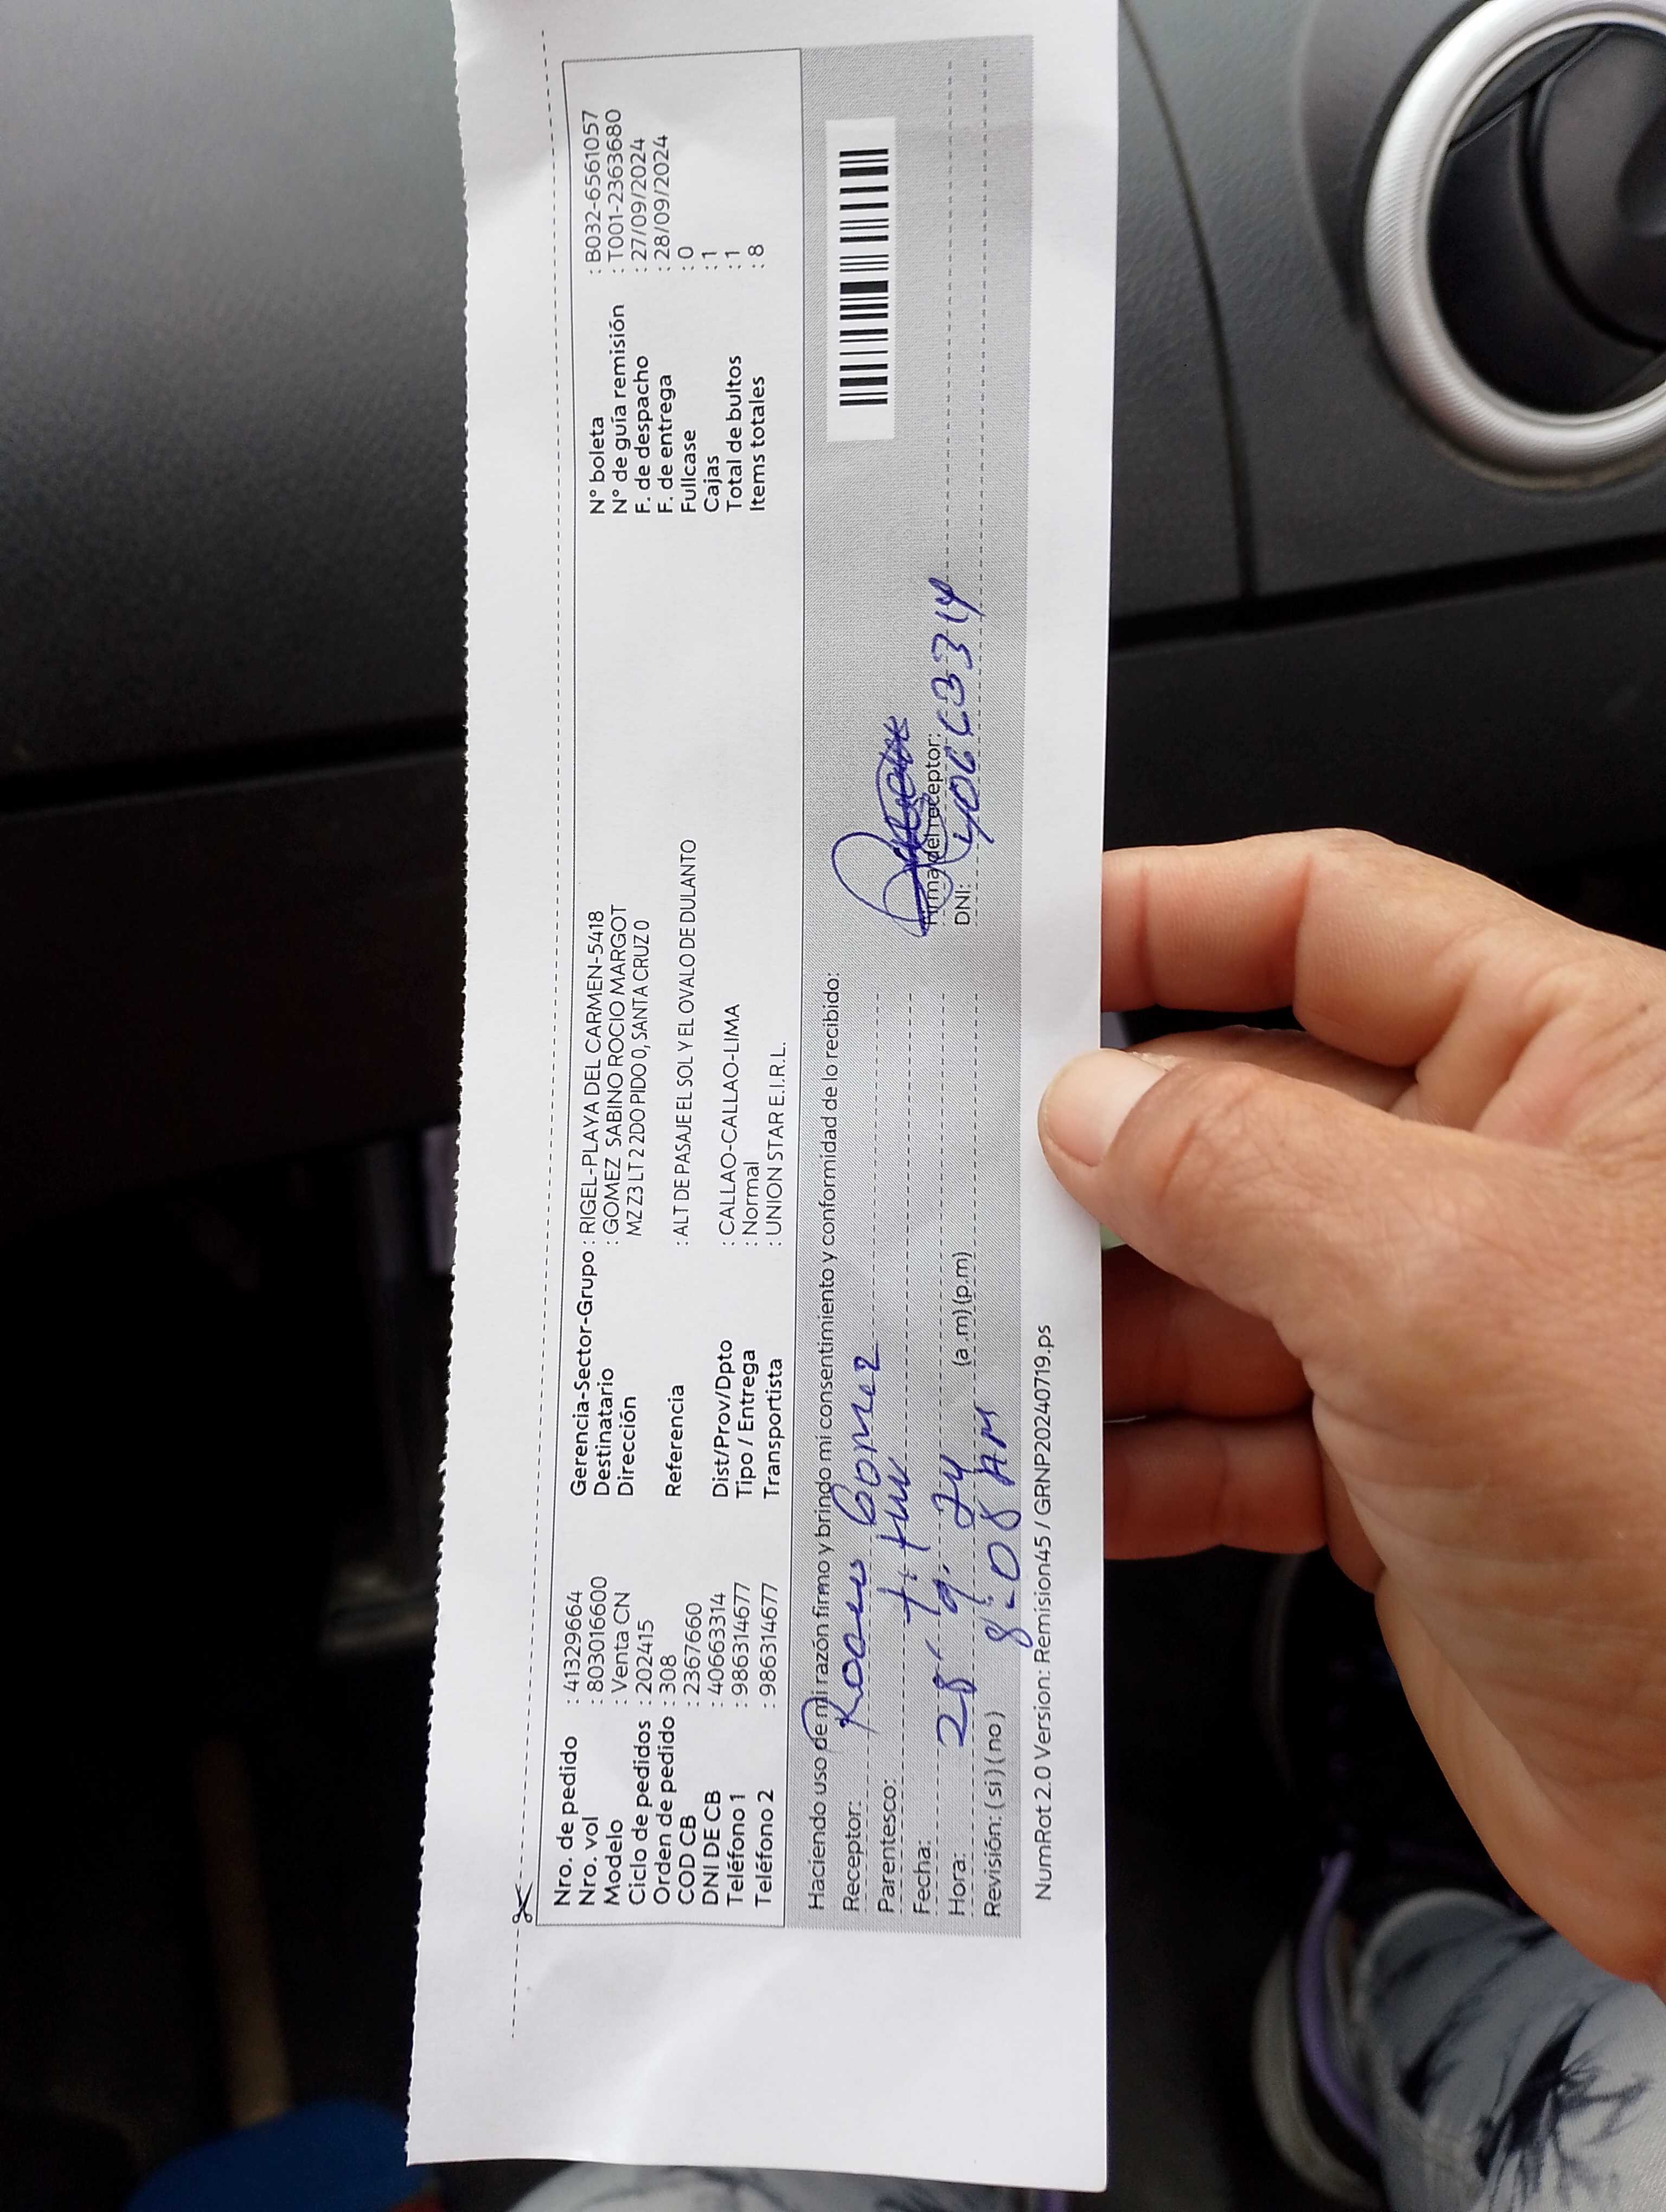 Nro. de pedido : 41329664
Nro. vol : 803016600
Modelo : Venta CN
Ciclo de pedidos : 202415
Orden de pedido : 308
COD CB : 2367660
DNI DE CB : 40663314
Teléfono 1 : 986314677
Teléfono 2 : 986314677
Gerencia-Sector-Grupo : RIGEL-PLAYA DEL CARMEN-5418
Destinatario : GOMEZ SABINO ROCIO MARGOT
Dirección MZ Z3 LT 2 2DO PIDO 0, SANTA CRUZ 0
Referencia : ALT DE PASAJE EL SOL Y EL OVALO DE DULANTO
Dist/Prov/Dpto : CALLAO-CALLAO-LIMA
Tipo / Entrega : Normal
Transportista : UNION STAR E.I.R.L.
N° boleta : B032-6561057
N° de guía remisión : T001-2363680
F. de despacho : 27/09/2024
F. de entrega : 28/09/2024
Fullcase : 0
Cajas : 1
Total de bultos : 1
Items totales : 8
Haciendo uso de mi razón firmo y brindo mi consentimiento y conformidad de lo recibido:
Receptor: Gomez
Parentesco:
Fecha: 28 9. 24
Hora: 8:08 AM (a .m) (p.m)
Revisión: ( si ) ( no )
Firma del receptor:
DNI: 40663314
NumRot 2.0 Version: Remision45 / GRNP20240719.ps